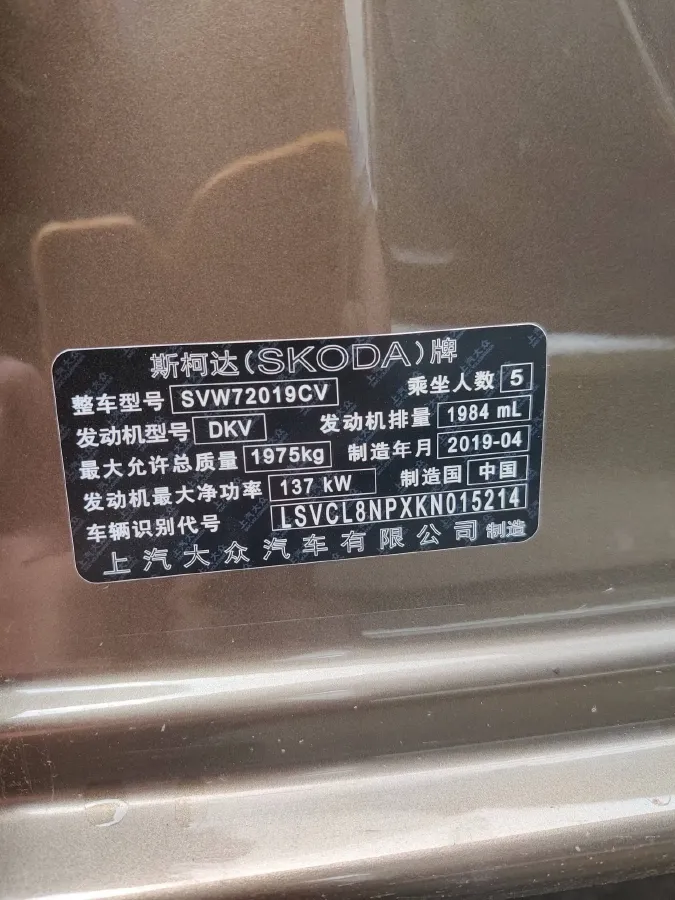 斯柯达(SKODA)牌
整车型号 SVW72019CV 乘坐人数 5
发动机型号 DKV 发动机排量 1984 mL
最大允许总质量 1975kg 制造年月 2019-04
发动机最大净功率 137 kW 制造国 中国
车辆识别代号 LSVCL8NPXKN015214
上汽大众汽车有限公司 制造